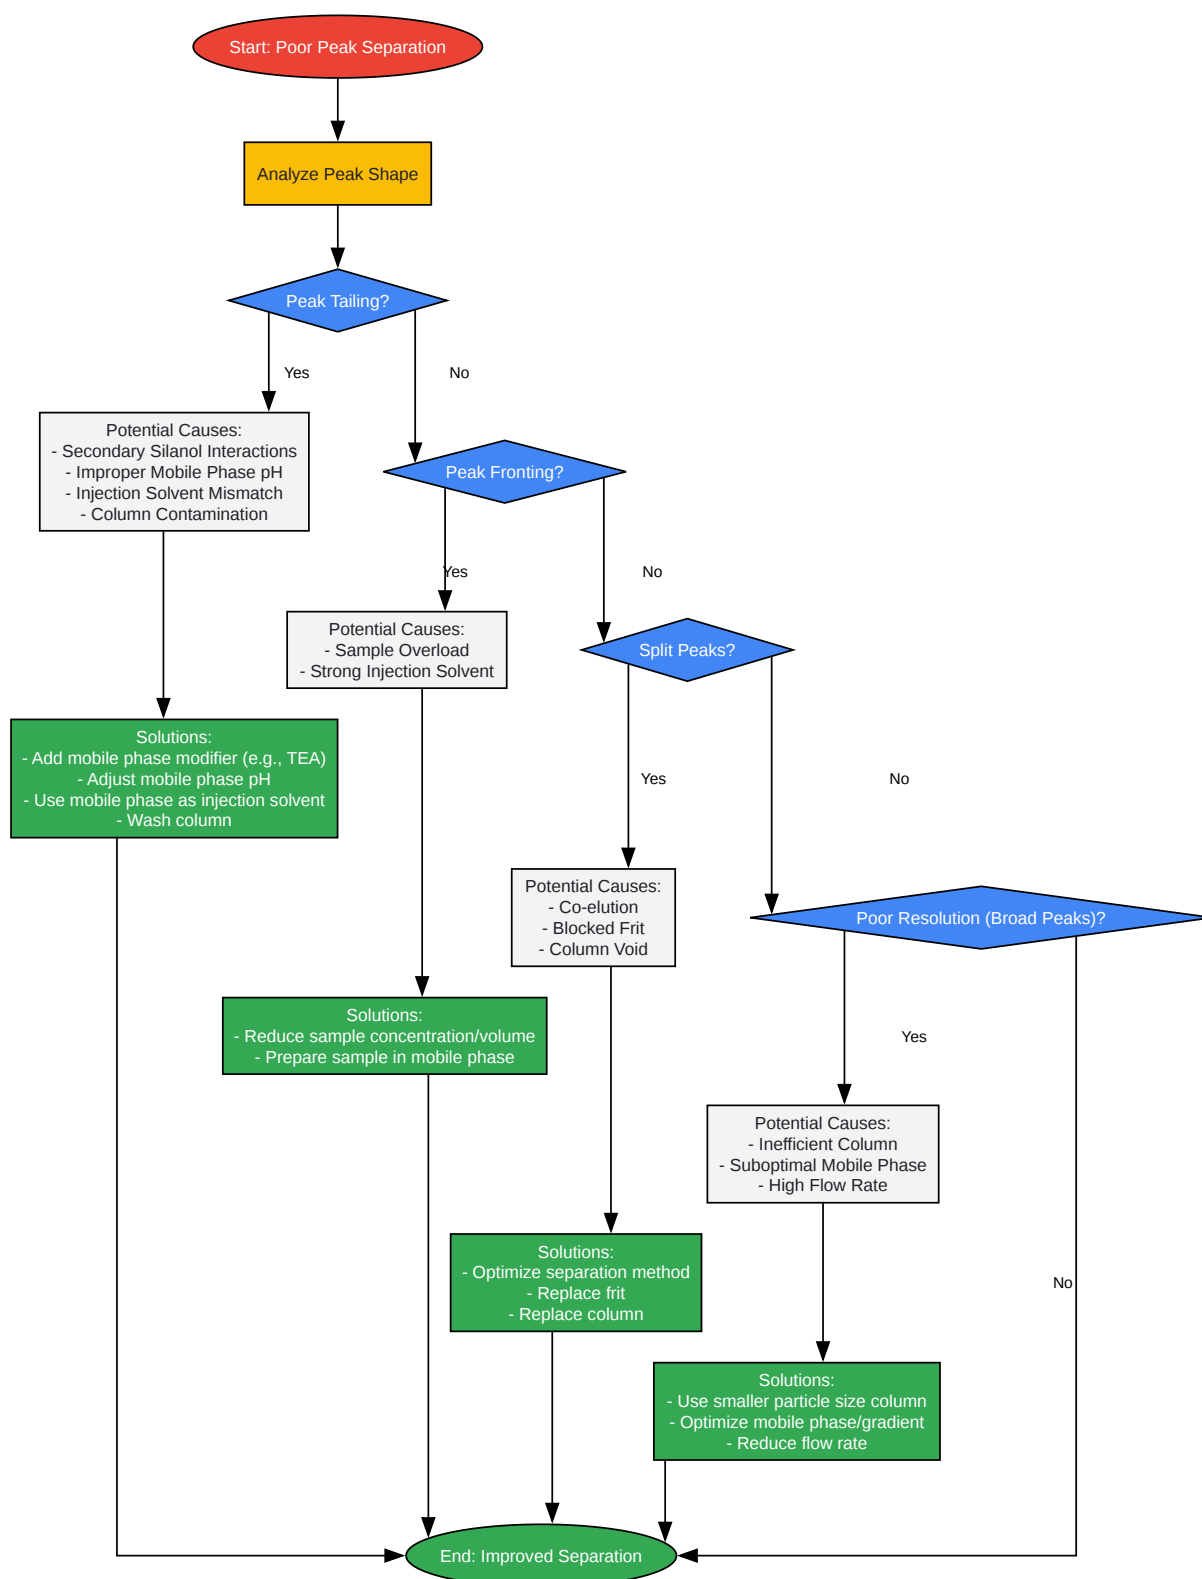 Start: Poor Peak Separation
Analyze Peak Shape
Peak Tailing?
Yes
No
Potential Causes:
- Secondary Silanol Interactions
- Improper Mobile Phase pH
- Injection Solvent Mismatch
- Column Contamination
Peak Fronting?
Yes
No
Potential Causes:
- Sample Overload
- Strong Injection Solvent
Split Peaks?
Solutions:
- Add mobile phase modifier (e.g., TEA)
- Adjust mobile phase pH
- Use mobile phase as injection solvent
- Wash column
Yes
No
Potential Causes:
- Co-elution
- Blocked Frit
- Column Void
Poor Resolution (Broad Peaks)?
Solutions:
- Reduce sample concentration/volume
- Prepare sample in mobile phase
Yes
Potential Causes:
- Inefficient Column
- Suboptimal Mobile Phase
- High Flow Rate
Solutions:
- Optimize separation method
- Replace frit
- Replace column
No
Solutions:
- Use smaller particle size column
- Optimize mobile phase/gradient
- Reduce flow rate
End: Improved Separation